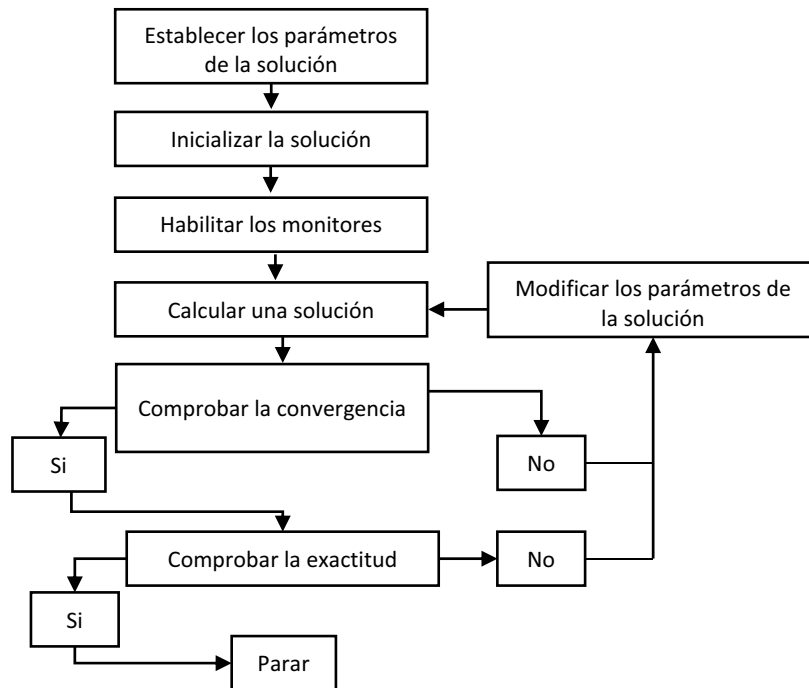 Establecer los parámetros
de la solución
Inicializar la solución
Habilitar los monitores
Calcular una solución
Modificar los parámetros de
la solución
Comprobar la convergencia
Si
No
Comprobar la exactitud
No
Si
Parar